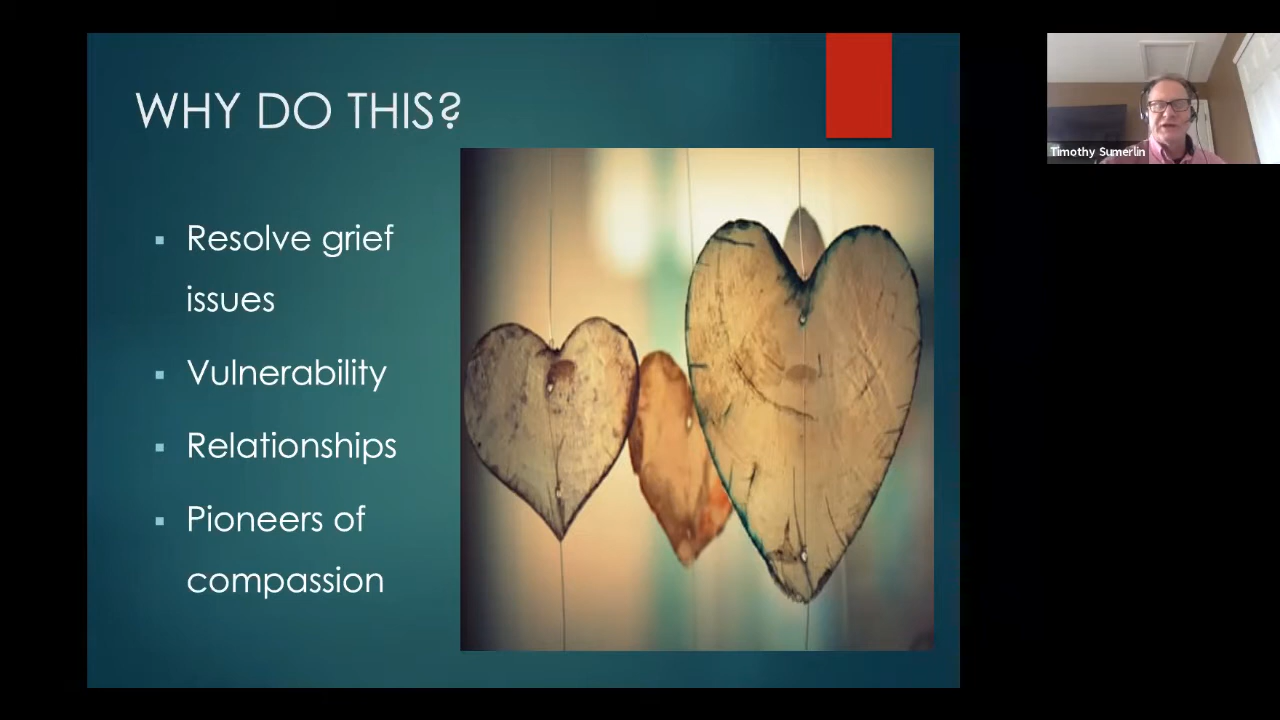 WHY DO THIS?
Resolve grief
issues
Vulnerability
Relationships
Pioneers of
compassion
Timothy Sumerlin